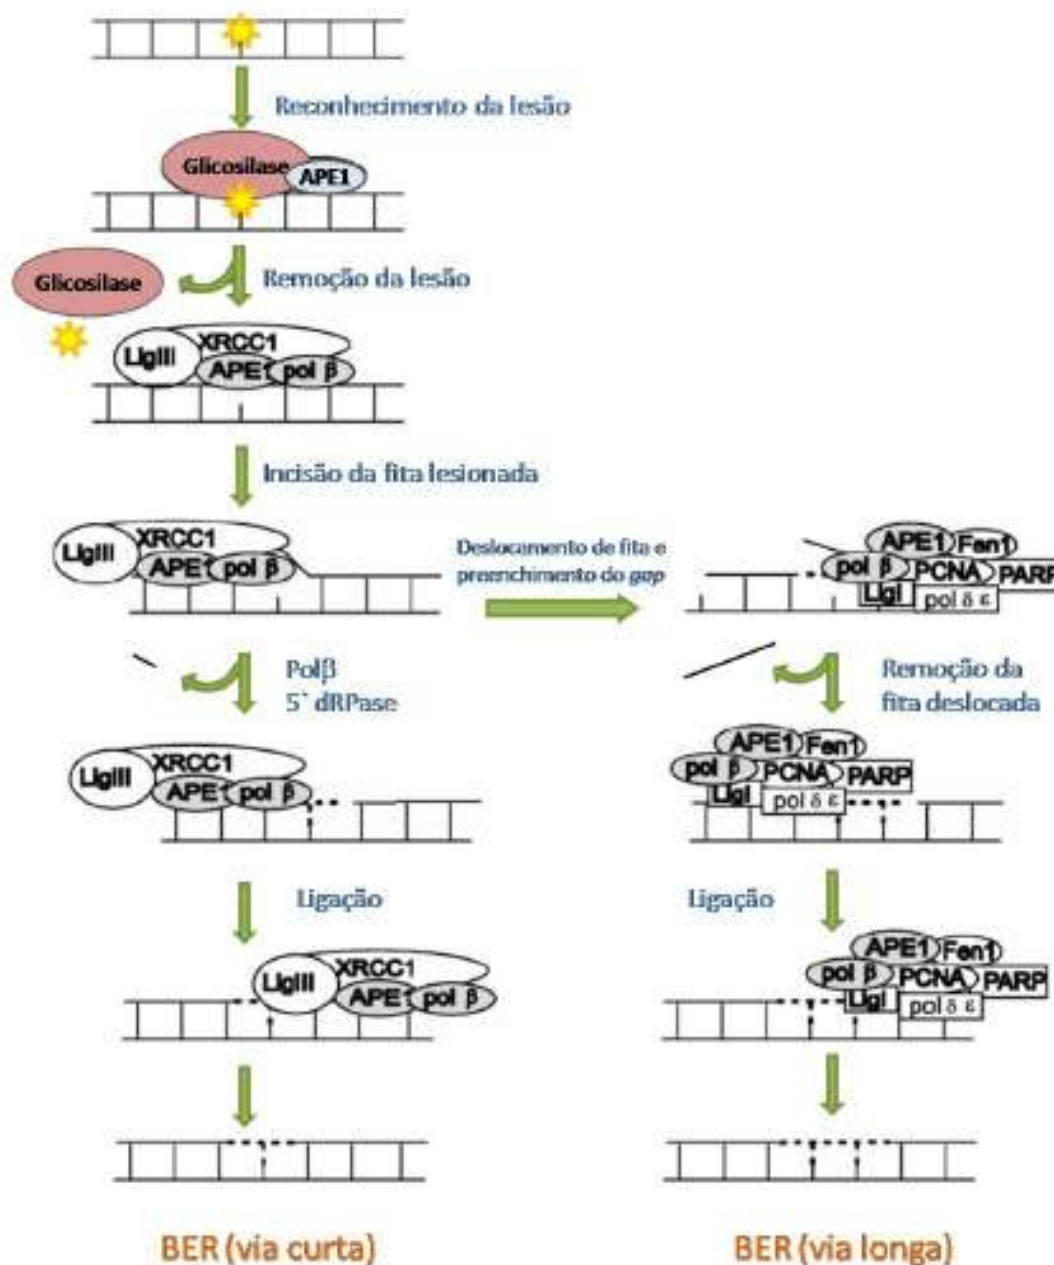 Reconhecimento da lesão
Glicosilase
APE1
Glicosilase
Remoção da lesão
LigIII
XRCC1
APE1
pol β
Incisão da fita lesionada
LigIII
XRCC1
APE1
pol β
Deslocamento de fita e
preenchimento do gap
APE1
Fen1
pol β
PCNA
PARP
LigI
pol δ ε
Polβ
5` dRPase
Remoção da
fita deslocada
LigIII
XRCC1
APE1
pol β
APE1
Fen1
pol β
PCNA
PARP
LigI
pol δ ε
Ligação
Ligação
LigIII
XRCC1
APE1
pol β
APE1
Fen1
pol β
PCNA
PARP
LigI
pol δ ε
BER (via curta)
BER (via longa)